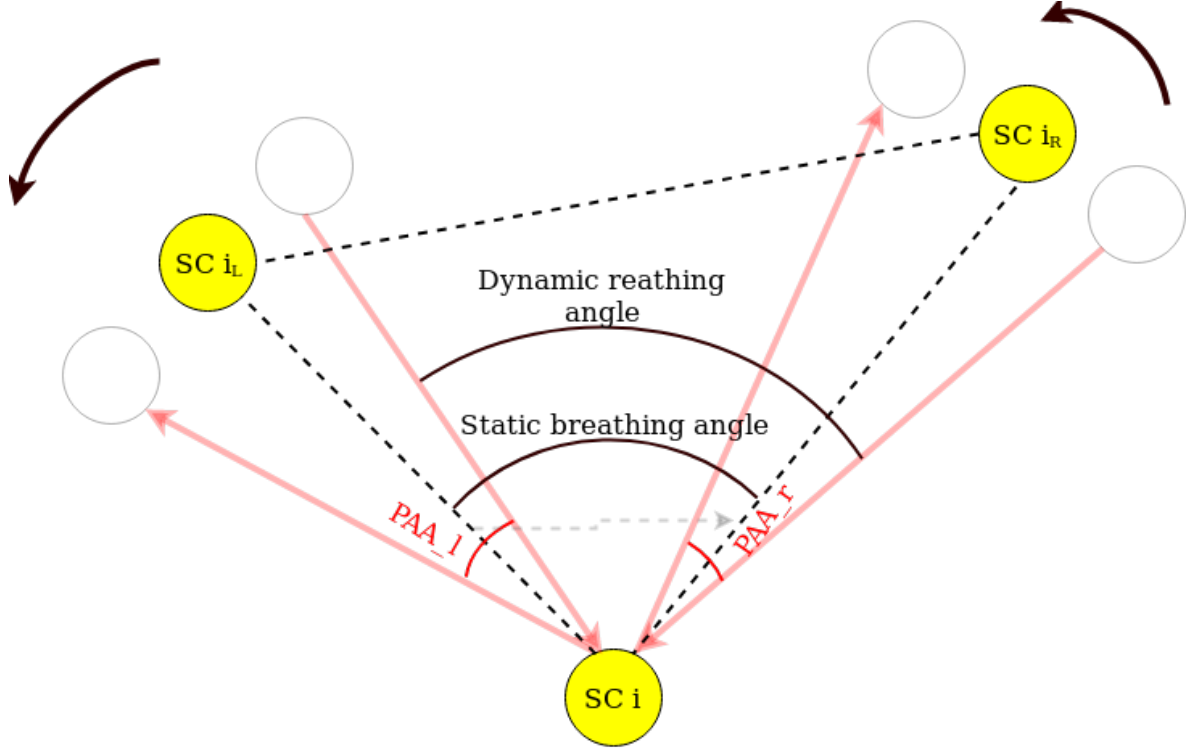 SC iR
SC iL
Dynamic reathing
angle
Static breathing angle
PAA_l
PAA_r
SC i